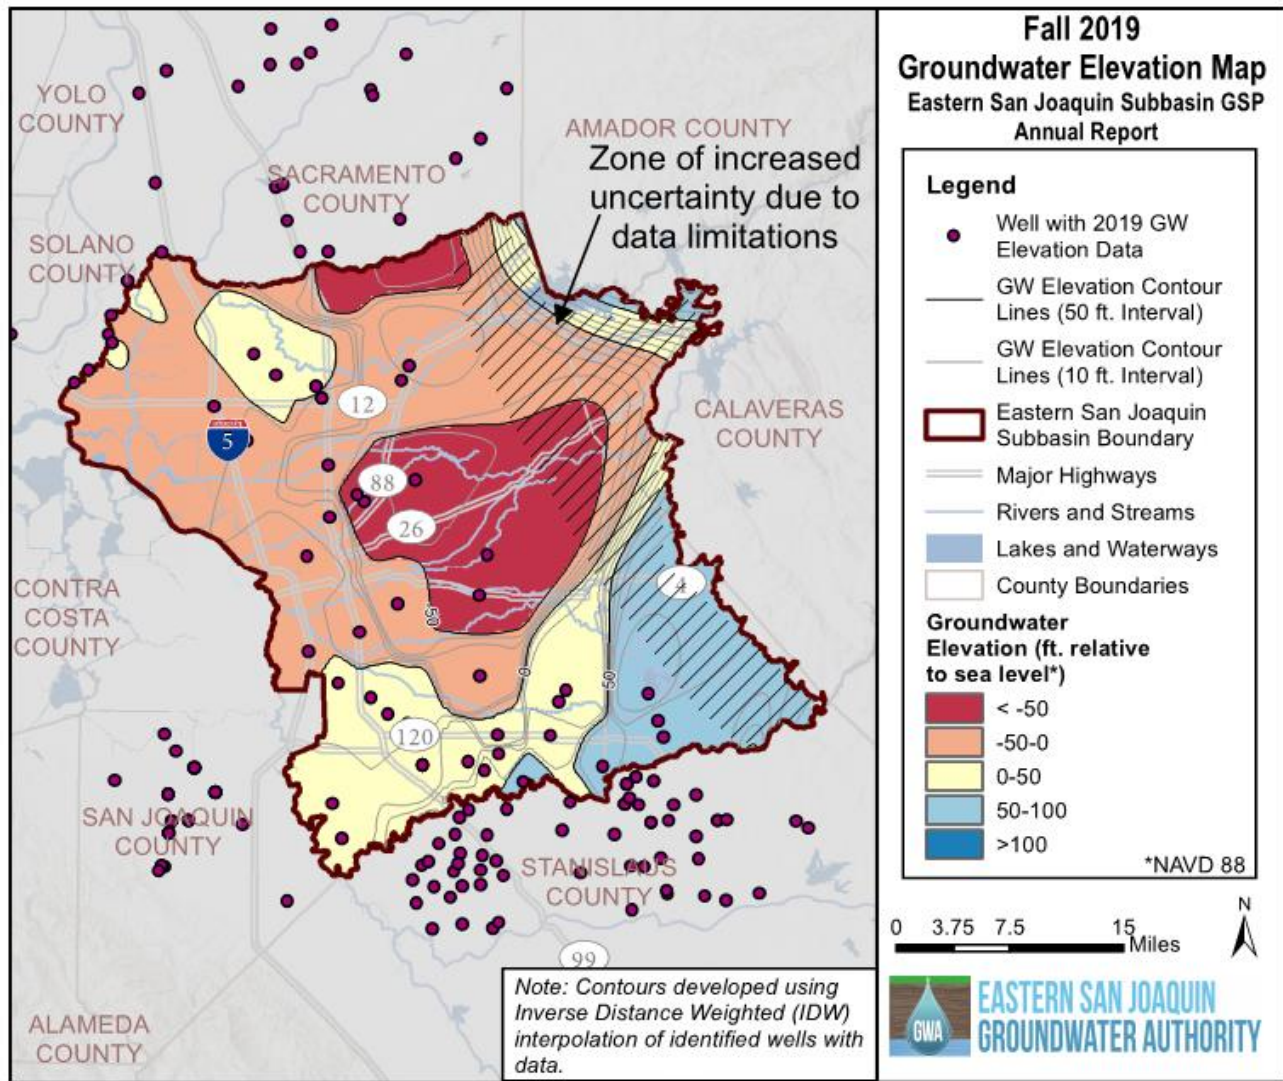 YOLO
COUNTY
SACRAMENTO
COUNTY
AMADOR COUNTY
Zone of increased
uncertainty due to
data limitations
SOLANO
COUNTY
12
5
CALAVERAS
COUNTY
88
26
4
CONTRA
COSTA
COUNTY
-50
0
50
120
SAN JOAQUIN
COUNTY
STANISLAUS
COUNTY
99
ALAMEDA
COUNTY
Note: Contours developed using
Inverse Distance Weighted (IDW)
interpolation of identified wells with
data.
Fall 2019
Groundwater Elevation Map
Eastern San Joaquin Subbasin GSP
Annual Report
Legend
Well with 2019 GW
Elevation Data
GW Elevation Contour
Lines (50 ft. Interval)
GW Elevation Contour
Lines (10 ft. Interval)
Eastern San Joaquin
Subbasin Boundary
Major Highways
Rivers and Streams
Lakes and Waterways
County Boundaries
Groundwater
Elevation (ft. relative
to sea level*)
< -50
-50-0
0-50
50-100
>100
*NAVD 88
N
0 3.75 7.5 15
Miles
GWA
EASTERN SAN JOAQUIN
GROUNDWATER AUTHORITY